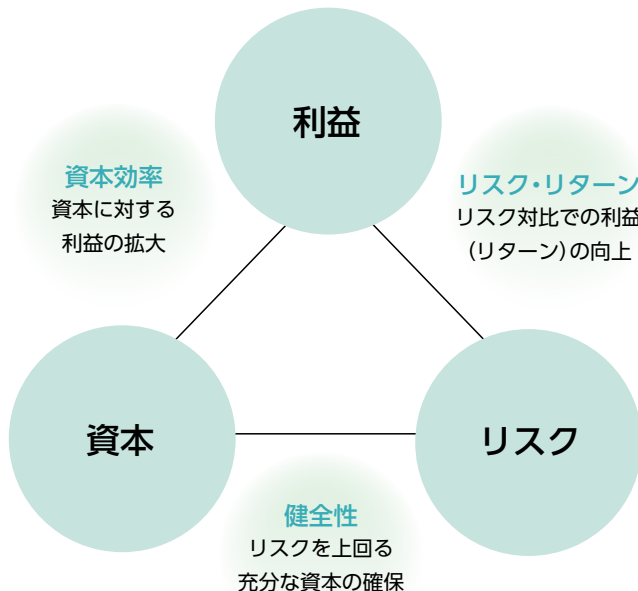 利益
資本効率
資本に対する
利益の拡大
リスク・リターン
リスク対比での利益
(リターン)の向上
資本
リスク
健全性
リスクを上回る
充分な資本の確保